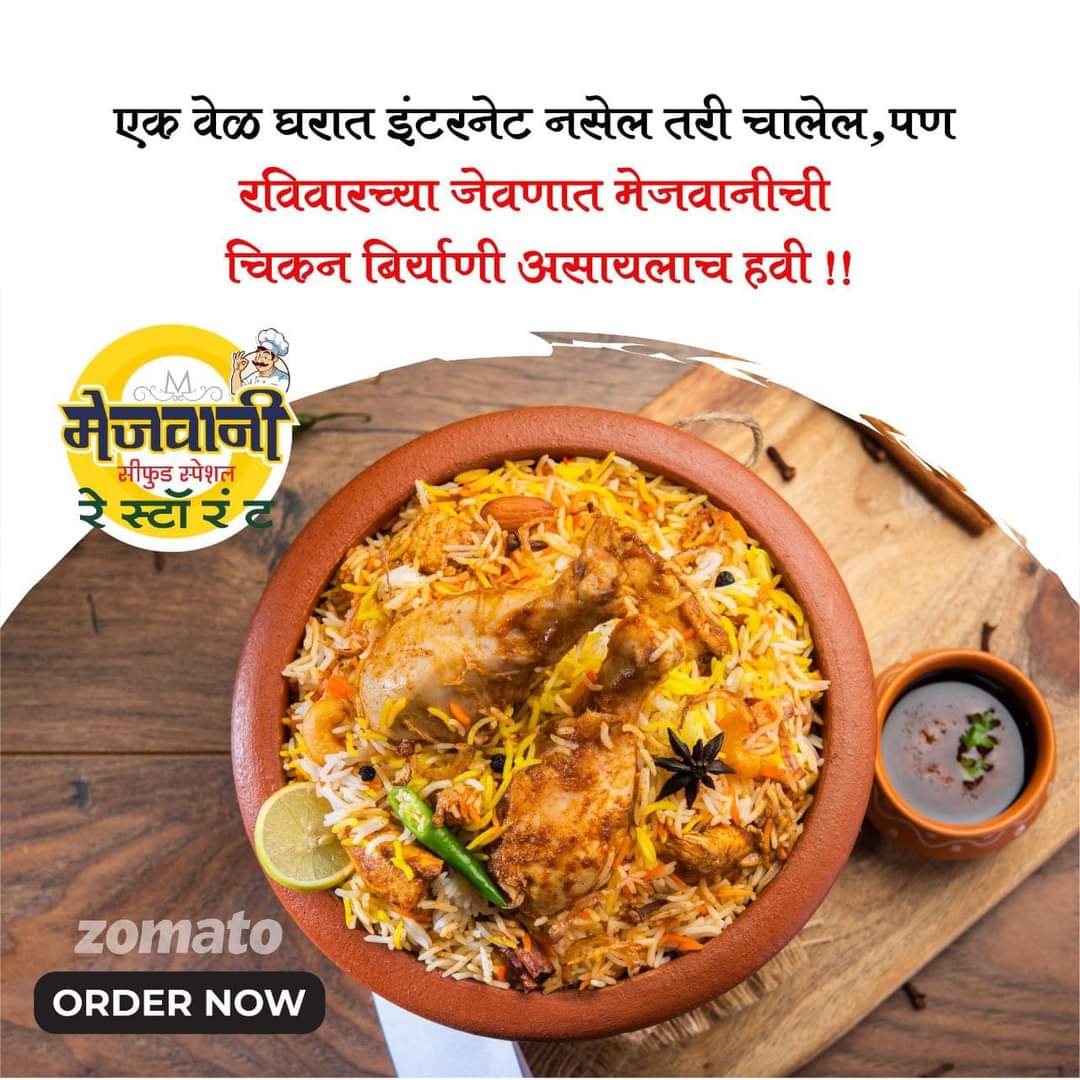 एक वेळ घरात इंटरनेट नसेल तरी चालेल,पण
रविवारच्या जेवणात मेजवानीची
चिकन बिर्याणी असायलाच हवी !!
M
मेजवानी
सीफुड स्पेशल
रेस्टॉरंट
zomato
ORDER NOW